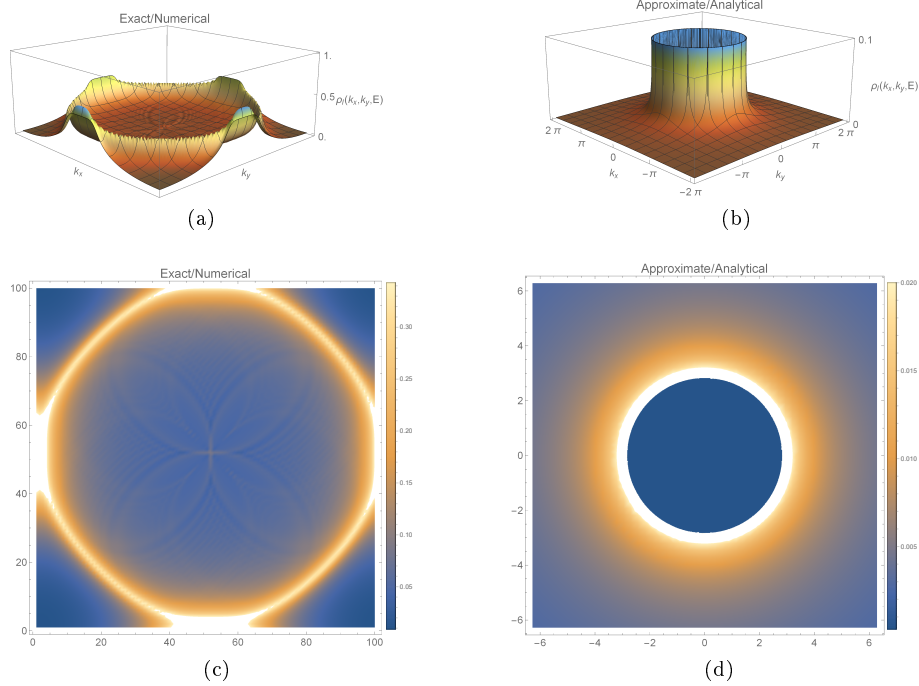 Exact/Numerical
1.
0.5
ρl(kx,ky,E)
0.
kx
ky
(a)
Approximate/Analytical
0.1
ρl(kx,ky,E)
0
2 π
π
0
kx
−π
−2 π
−π
0
ky
π
2 π
(b)
Exact/Numerical
100
80
60
40
20
0
0 20 40 60 80 100
0.30
0.25
0.20
0.15
0.10
0.05
(c)
Approximate/Analytical
6
4
2
0
−2
−4
−6
−6 −4 −2 0 2 4 6
0.020
0.015
0.010
0.005
(d)